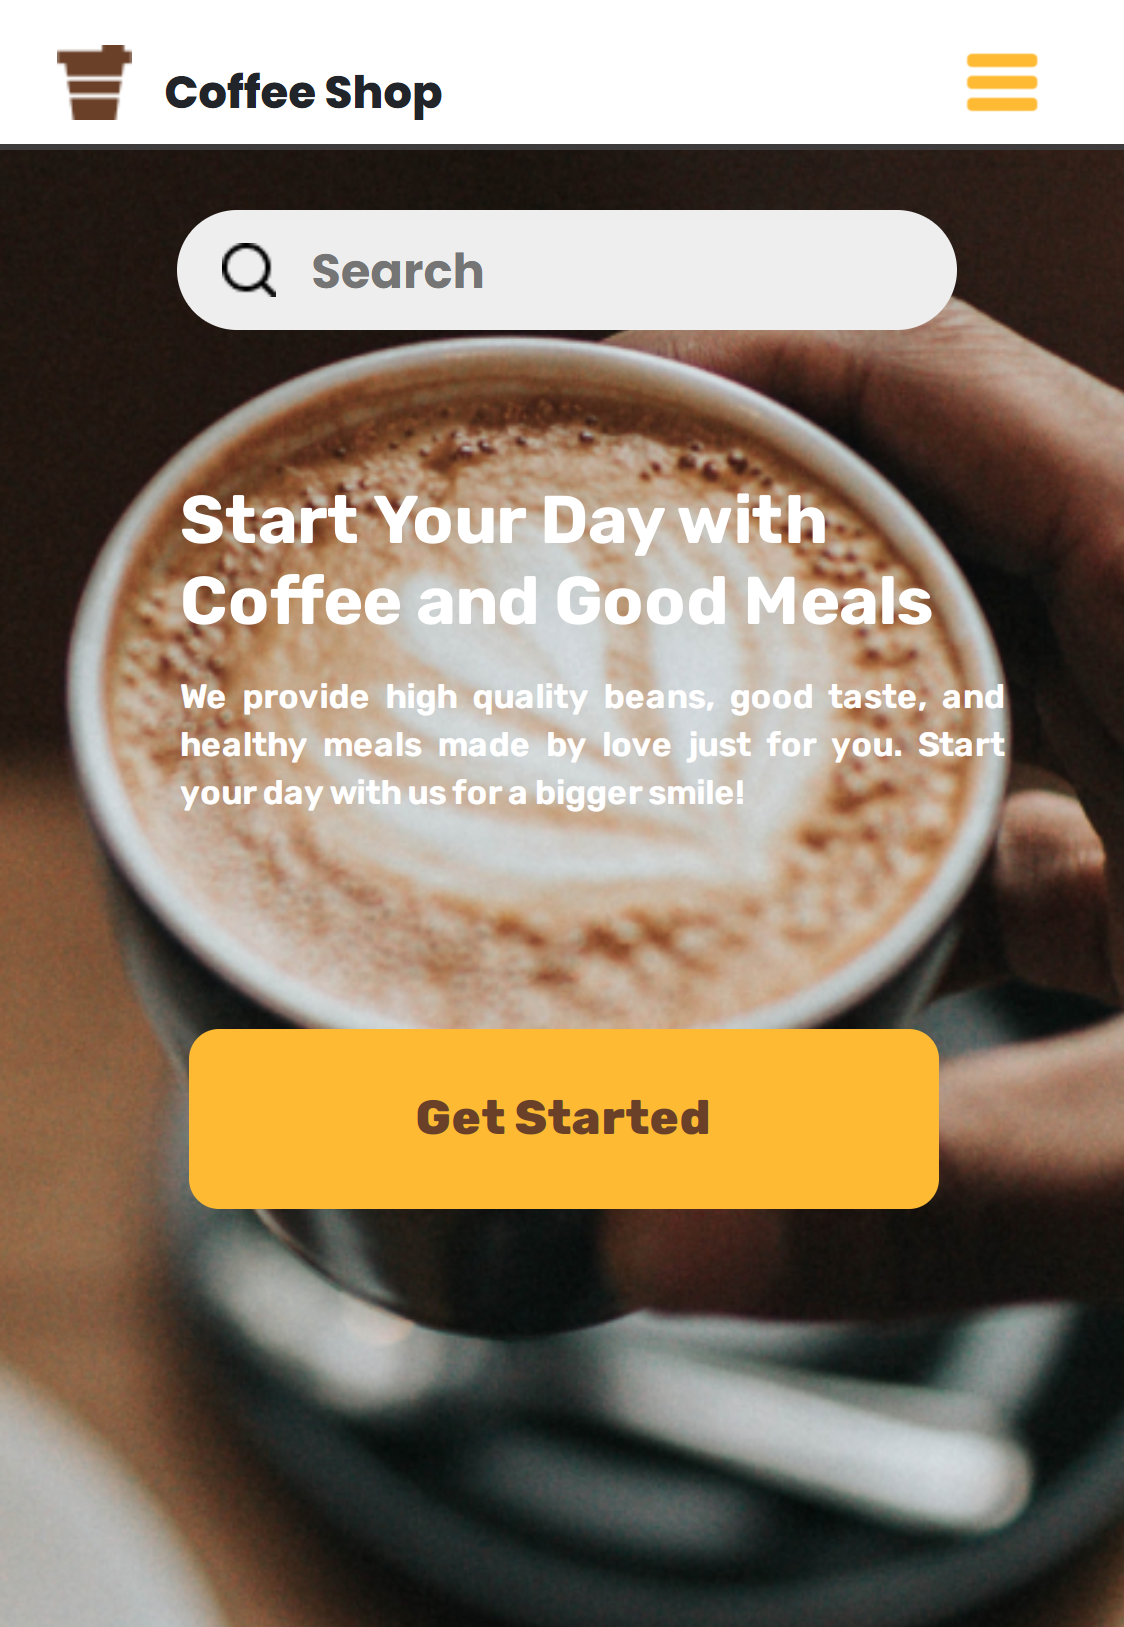 Coffee Shop
Search
Start Your Day with
Coffee and Good Meals
We provide high quality beans, good taste, and
healthy meals made by love just for you. Start
your day with us for a bigger smile!
Get Started